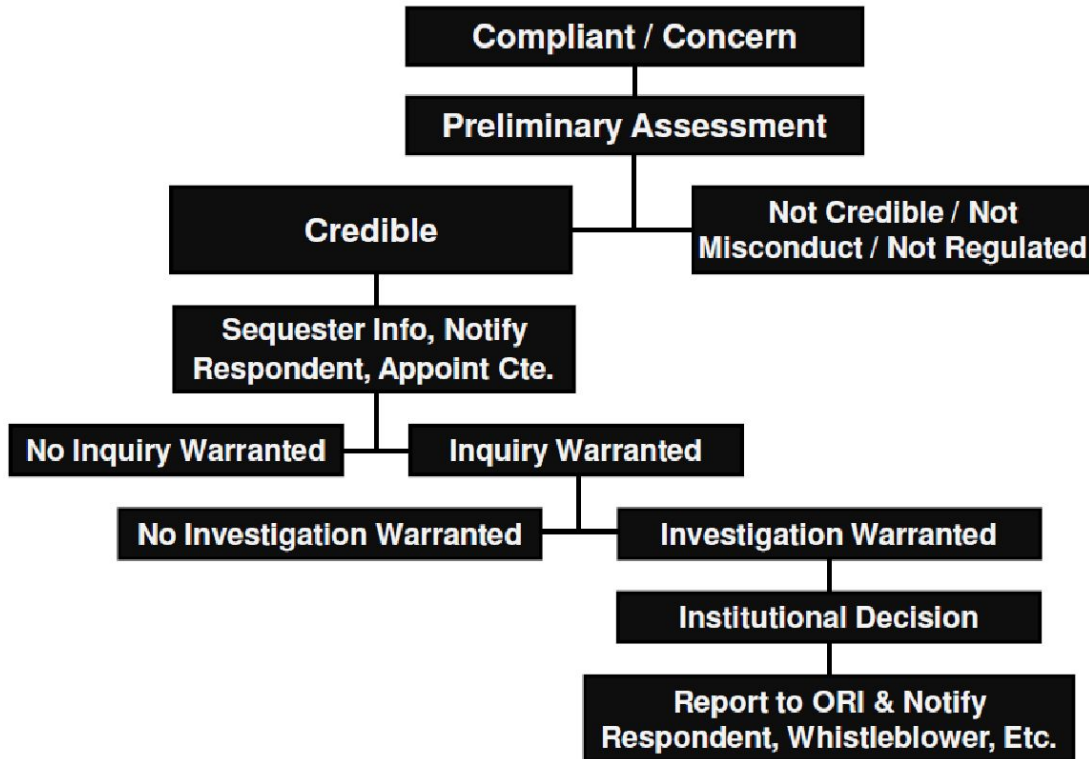 Compliant / Concern
Preliminary Assessment
Credible
Not Credible / Not
Misconduct / Not Regulated
Sequester Info, Notify
Respondent, Appoint Cte.
No Inquiry Warranted
Inquiry Warranted
No Investigation Warranted
Investigation Warranted
Institutional Decision
Report to ORI & Notify
Respondent, Whistleblower, Etc.